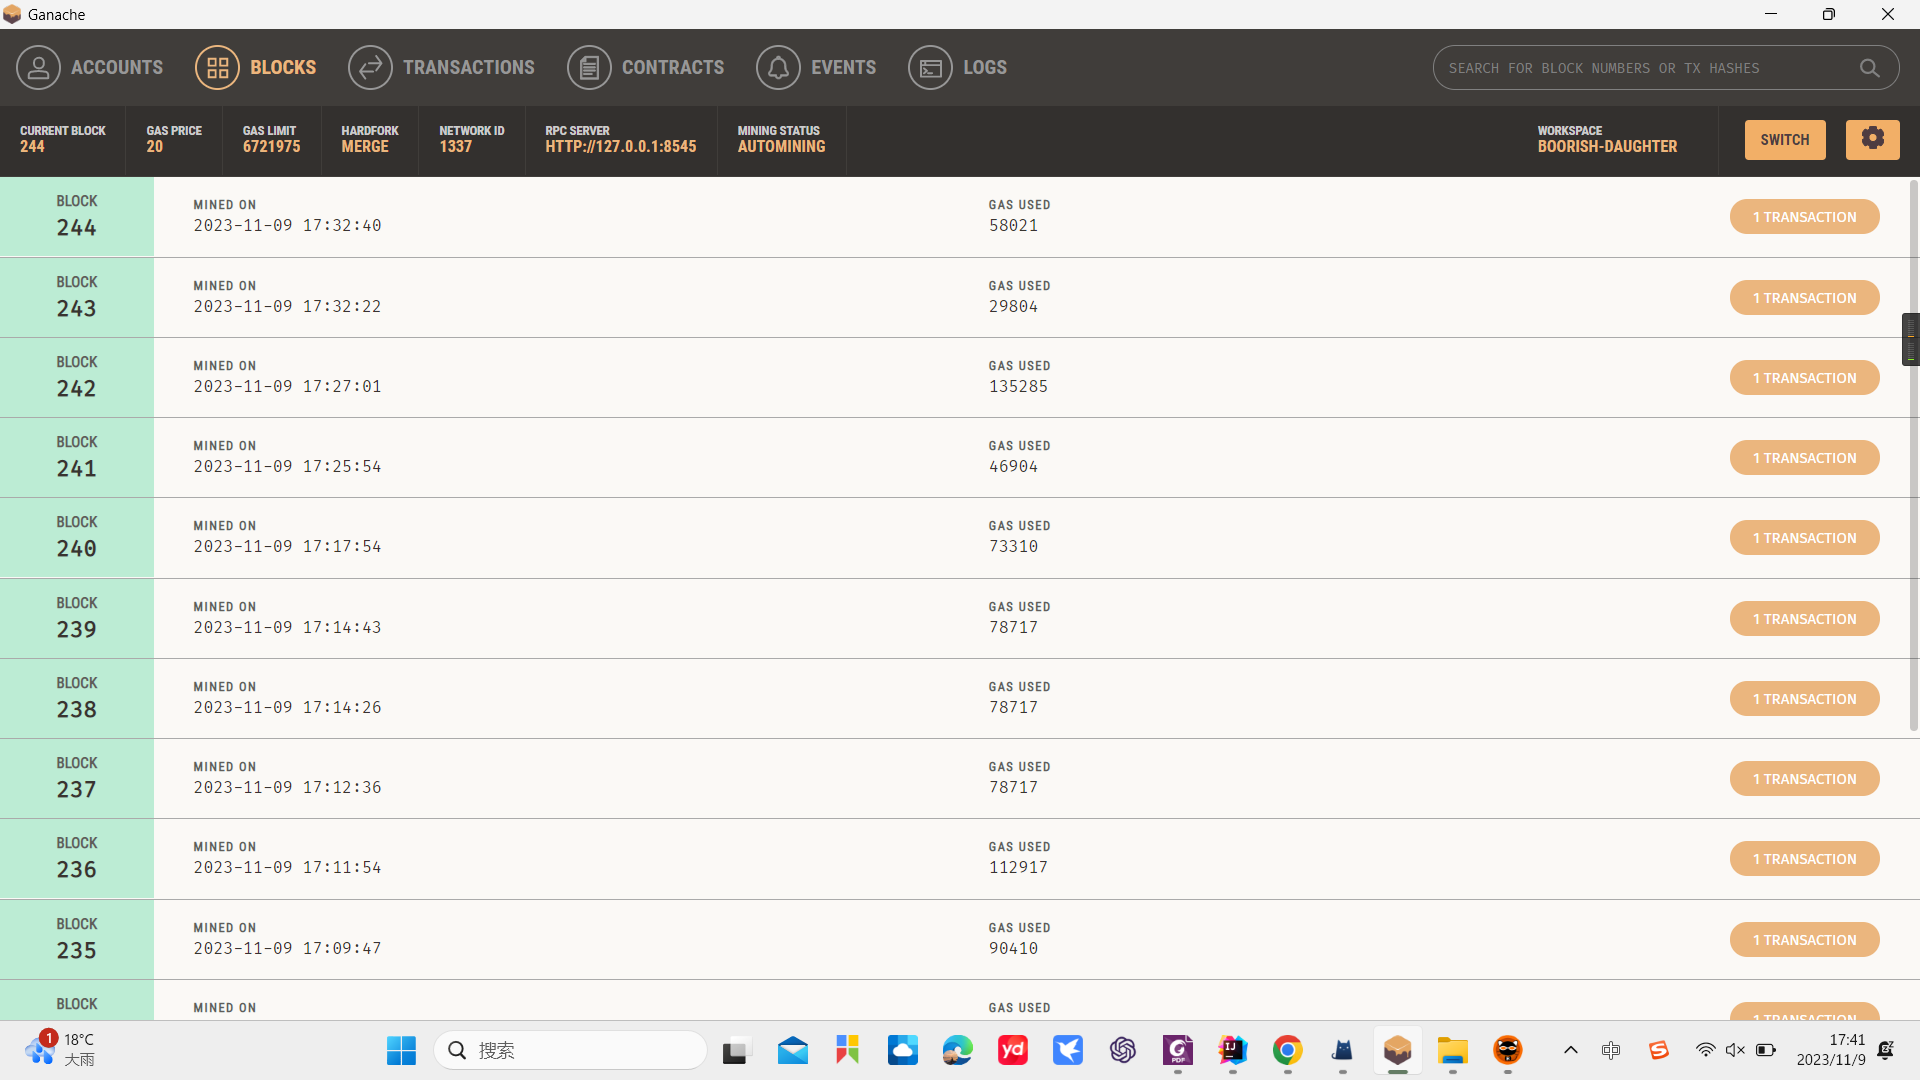 Ganache
ACCOUNTS
BLOCKS
TRANSACTIONS
CONTRACTS
EVENTS
LOGS
SEARCH FOR BLOCK NUMBERS OR TX HASHES
CURRENT BLOCK
244
GAS PRICE
20
GAS LIMIT
6721975
HARDFORK
MERGE
NETWORK ID
1337
RPC SERVER
HTTP://127.0.0.1:8545
MINING STATUS
AUTOMINING
WORKSPACE
BOORISH-DAUGHTER
SWITCH
BLOCK
244
MINED ON
2023-11-09 17:32:40
GAS USED
58021
1 TRANSACTION
BLOCK
243
MINED ON
2023-11-09 17:32:22
GAS USED
29804
1 TRANSACTION
BLOCK
242
MINED ON
2023-11-09 17:27:01
GAS USED
135285
1 TRANSACTION
BLOCK
241
MINED ON
2023-11-09 17:25:54
GAS USED
46904
1 TRANSACTION
BLOCK
240
MINED ON
2023-11-09 17:17:54
GAS USED
73310
1 TRANSACTION
BLOCK
239
MINED ON
2023-11-09 17:14:43
GAS USED
78717
1 TRANSACTION
BLOCK
238
MINED ON
2023-11-09 17:14:26
GAS USED
78717
1 TRANSACTION
BLOCK
237
MINED ON
2023-11-09 17:12:36
GAS USED
78717
1 TRANSACTION
BLOCK
236
MINED ON
2023-11-09 17:11:54
GAS USED
112917
1 TRANSACTION
BLOCK
235
MINED ON
2023-11-09 17:09:47
GAS USED
90410
1 TRANSACTION
BLOCK
MINED ON
GAS USED
1 TRANSACTION
1
18°C
大雨
搜索
yd
G
PDF
IJ
中
S
17:41
2023/11/9